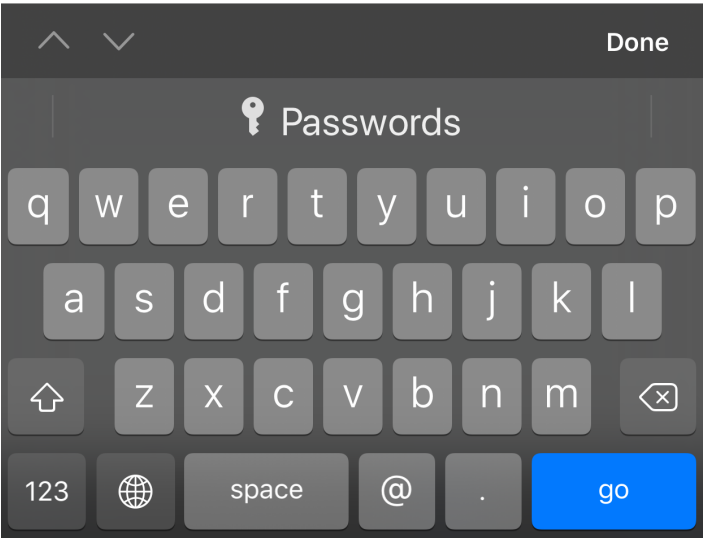 Done
Passwords
q w e r t y u i o p
a s d f g h j k l
z x c v b n m
123 space @ . go